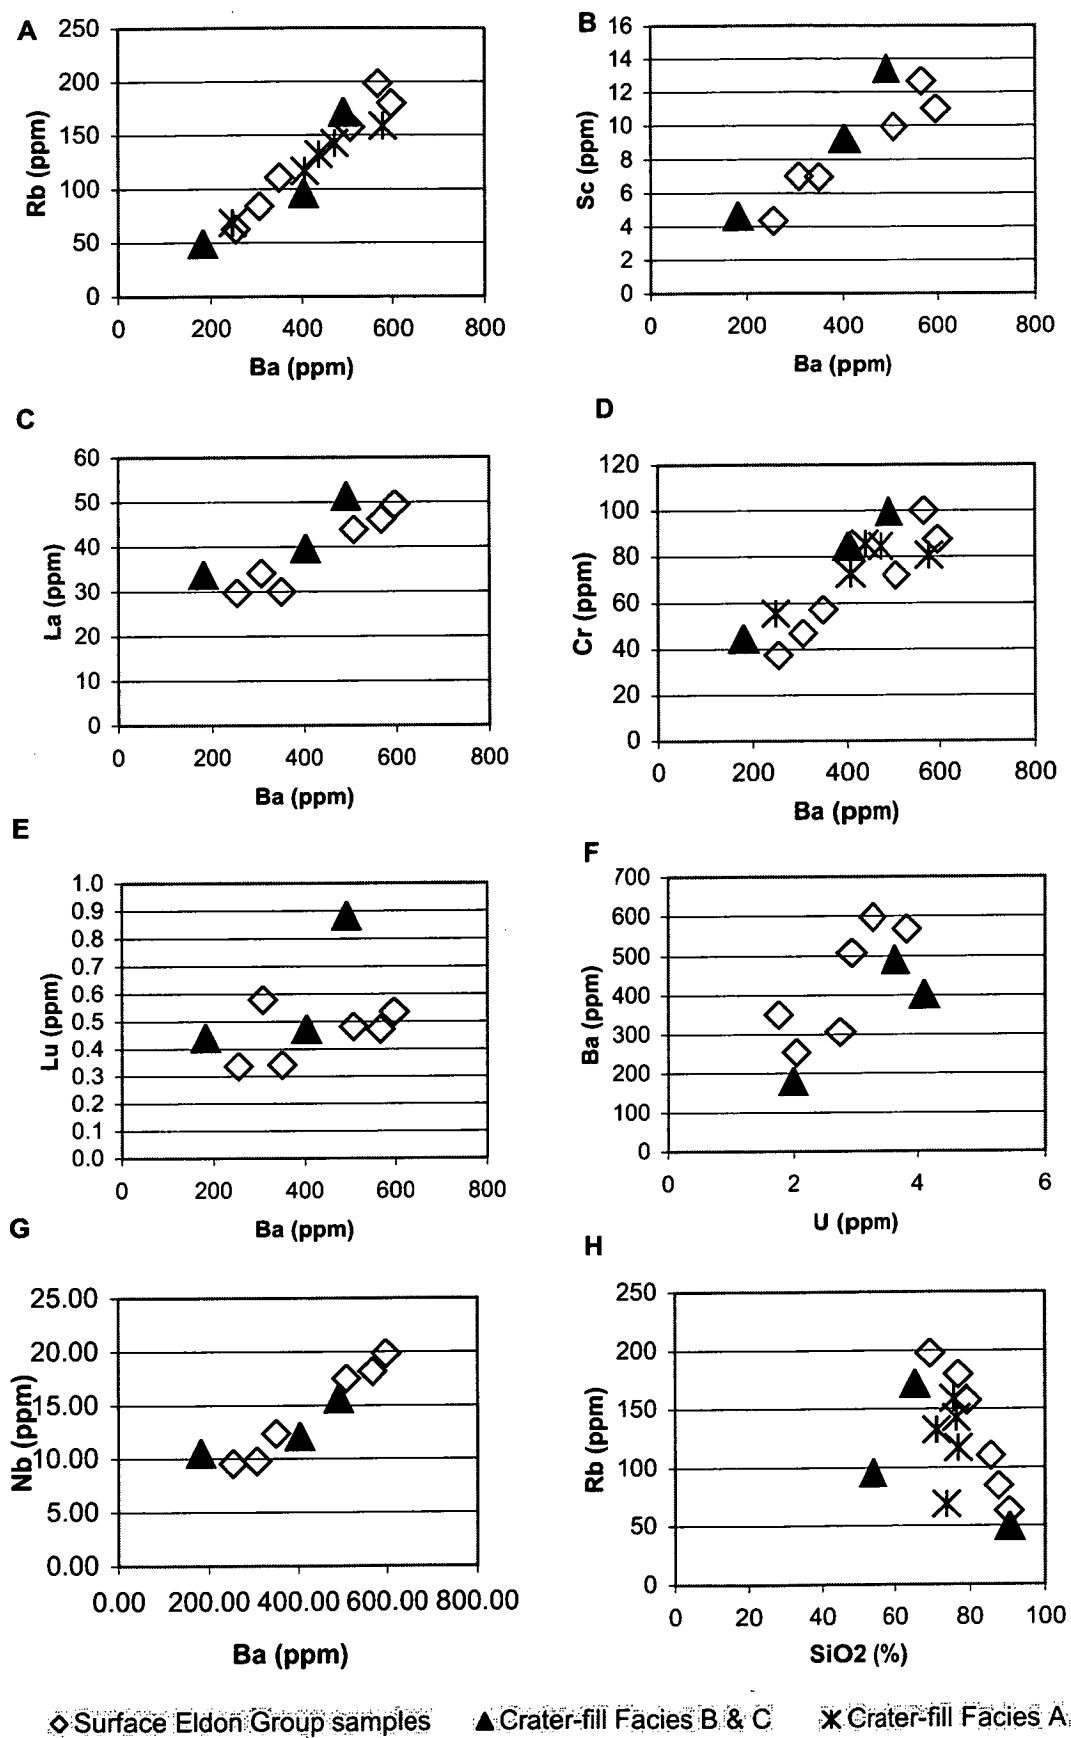 A
250
200
150
100
50
0
Rb (ppm)
0 200 400 600 800
Ba (ppm)
B
16
14
12
10
8
6
4
2
0
Sc (ppm)
0 200 400 600 800
Ba (ppm)
C
60
50
40
30
20
10
0
La (ppm)
0 200 400 600 800
Ba (ppm)
D
120
100
80
60
40
20
0
Cr (ppm)
0 200 400 600 800
Ba (ppm)
E
1.0
0.9
0.8
0.7
0.6
0.5
0.4
0.3
0.2
0.1
0.0
Lu (ppm)
0 200 400 600 800
Ba (ppm)
F
700
600
500
400
300
200
100
0
Ba (ppm)
0 2 4 6
U (ppm)
G
25.00
20.00
15.00
10.00
5.00
0.00
Nb (ppm)
0.00 200.00 400.00 600.00 800.00
Ba (ppm)
H
250
200
150
100
50
0
Rb (ppm)
0 20 40 60 80 100
SiO2 (%)
Surface Eldon Group samples Crater-fill Facies B & C Crater-fill Facies A